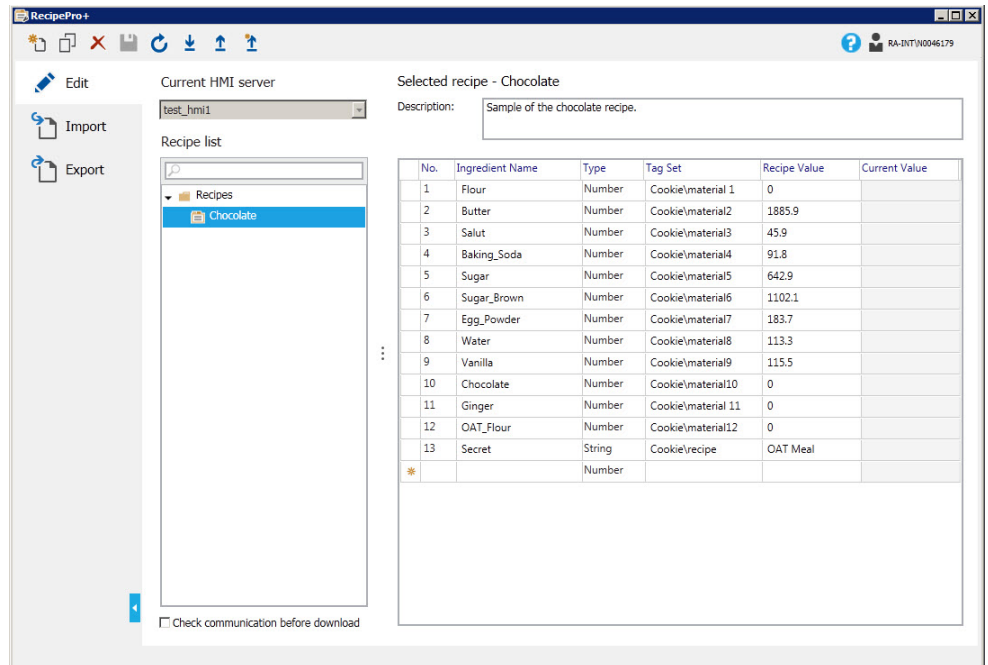 RecipePro+
RA-INT\N0046179
Edit
Import
Export
Current HMI server
test_hmi1
Recipe list
Recipes
Chocolate
Check communication before download
Selected recipe - Chocolate
Description: Sample of the chocolate recipe.
No. Ingredient Name Type Tag Set Recipe Value Current Value
1 Flour Number Cookie\material 1 0
2 Butter Number Cookie\material2 1885.9
3 Salut Number Cookie\material3 45.9
4 Baking_Soda Number Cookie\material4 91.8
5 Sugar Number Cookie\material5 642.9
6 Sugar_Brown Number Cookie\material6 1102.1
7 Egg_Powder Number Cookie\material7 183.7
8 Water Number Cookie\material8 113.3
9 Vanilla Number Cookie\material9 115.5
10 Chocolate Number Cookie\material10 0
11 Ginger Number Cookie\material 11 0
12 OAT_Flour Number Cookie\material12 0
13 Secret String Cookie\recipe OAT Meal
Number